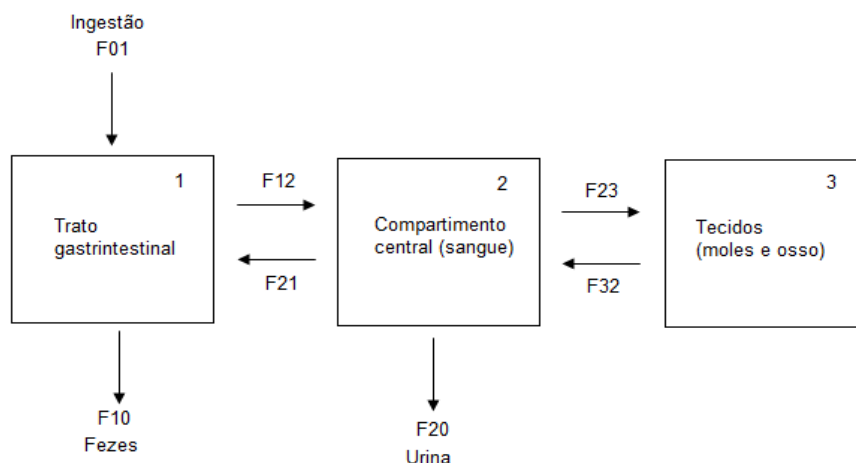 Ingestão
F01
1
Trato
gastrintestinal
F12
F21
2
Compartimento
central (sangue)
F23
F32
3
Tecidos
(moles e osso)
F10
Fezes
F20
Urina